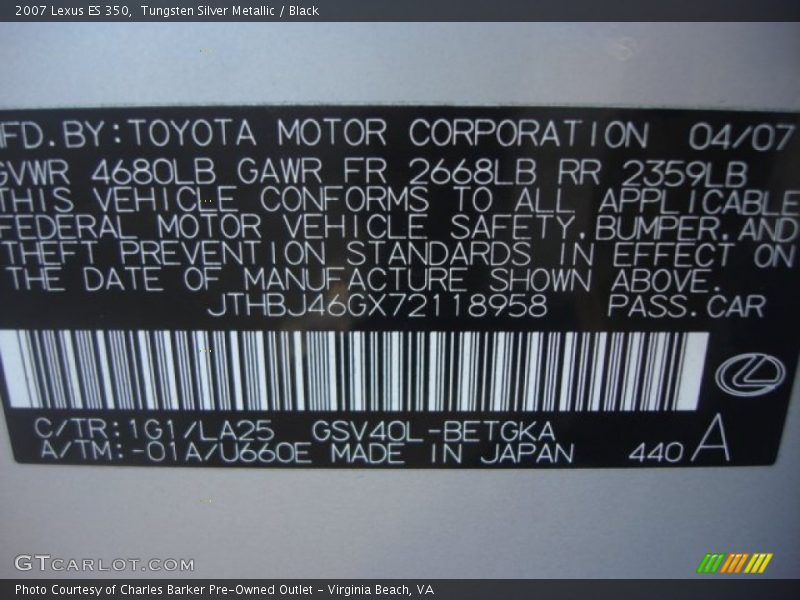 2007 Lexus ES 350,  Tungsten Silver Metallic / Black
MFD.BY:TOYOTA MOTOR CORPORATION 04/07
GVWR 4680LB GAWR FR 2668LB RR 2359LB
THIS VEHICLE CONFORMS TO ALL APPLICABLE
FEDERAL MOTOR VEHICLE SAFETY,BUMPER,AND
THEFT PREVENTION STANDARDS IN EFFECT ON
THE DATE OF MANUFACTURE SHOWN ABOVE.
JTHBJ46GX72118958 PASS.CAR
C/TR:1G1/LA25 GSV40L-BETGKA
A/TM:-01A/U660E MADE IN JAPAN 440 A
GTCARLOT.COM
Photo Courtesy of Charles Barker Pre-Owned Outlet - Virginia Beach, VA